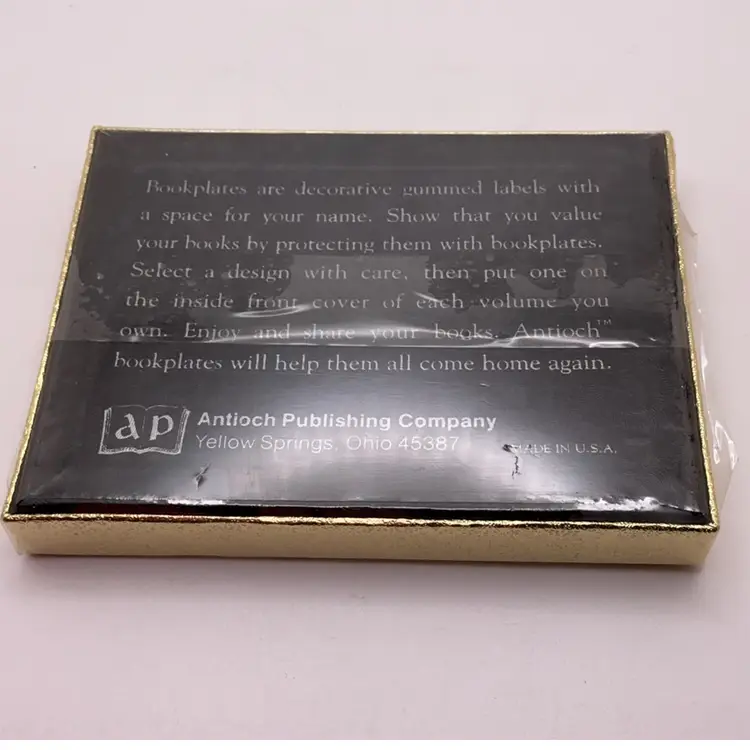 Bookplates are decorative gummed labels with
a space for your name. Show that you value
your books by protecting them with bookplates.
Select a design with care, then put one on
the inside front cover of each volume you
own. Enjoy and share your books. Antioch™
bookplates will help them all come home again.
ap
Antioch Publishing Company
Yellow Springs, Ohio 45387
MADE IN U.S.A.